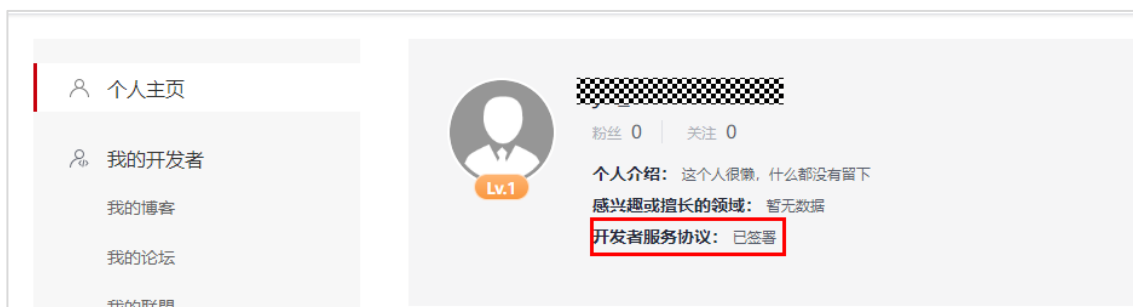 个人主页
我的开发者
我的博客
我的论坛
粉丝 0 关注 0
个人介绍： 这个人很懒，什么都没有留下
Lv.1
感兴趣或擅长的领域： 暂无数据
开发者服务协议： 已签署